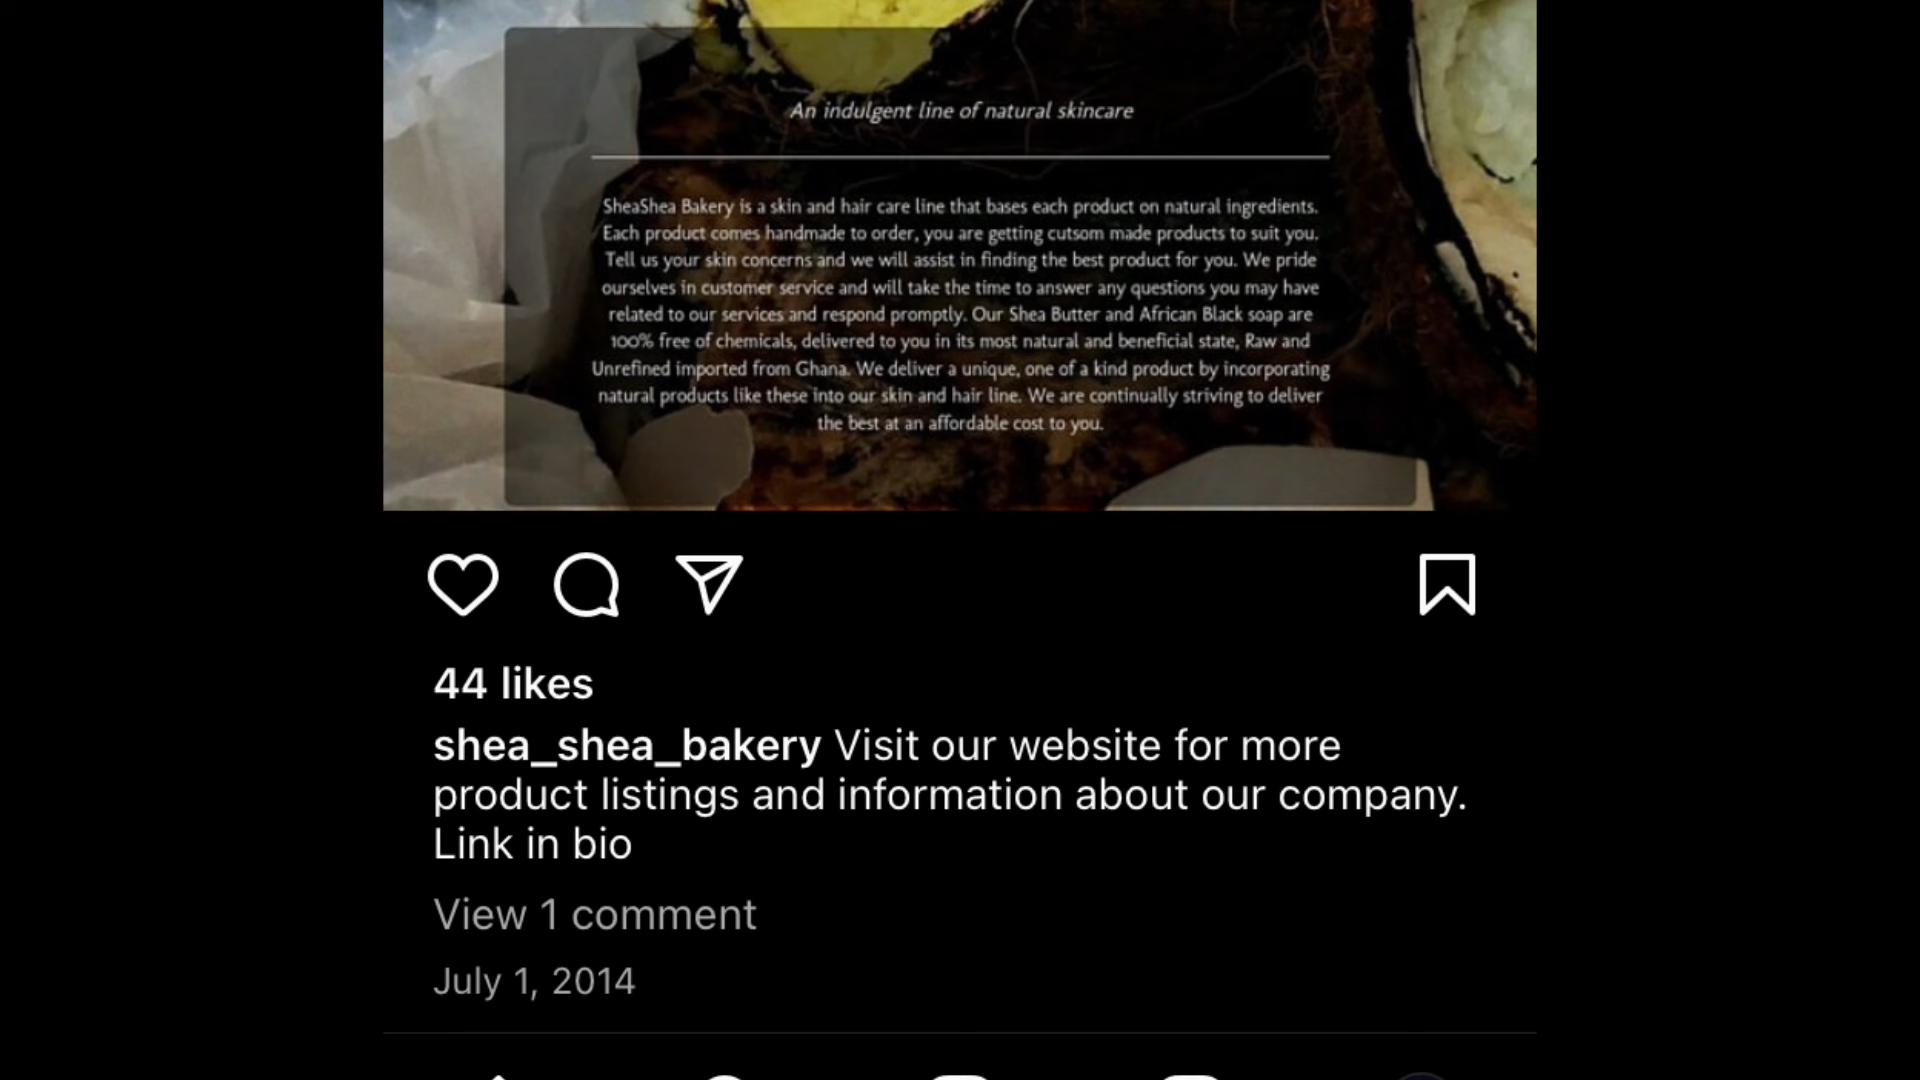 An indulgent line of natural skincare
SheaShea Bakery is a skin and hair care line that bases each product on natural ingredients.
Each product comes handmade to order, you are getting cutsom made products to suit you.
Tell us your skin concerns and we will assist in finding the best product for you. We pride
ourselves in customer service and will take the time to answer any questions you may have
related to our services and respond promptly. Our Shea Butter and African Black soap are
100% free of chemicals, delivered to you in its most natural and beneficial state, Raw and
Unrefined imported from Ghana. We deliver a unique, one of a kind product by incorporating
natural products like these into our skin and hair line. We are continually striving to deliver
the best at an affordable cost to you.
44 likes
shea_shea_bakery Visit our website for more
product listings and information about our company.
Link in bio
View 1 comment
July 1, 2014